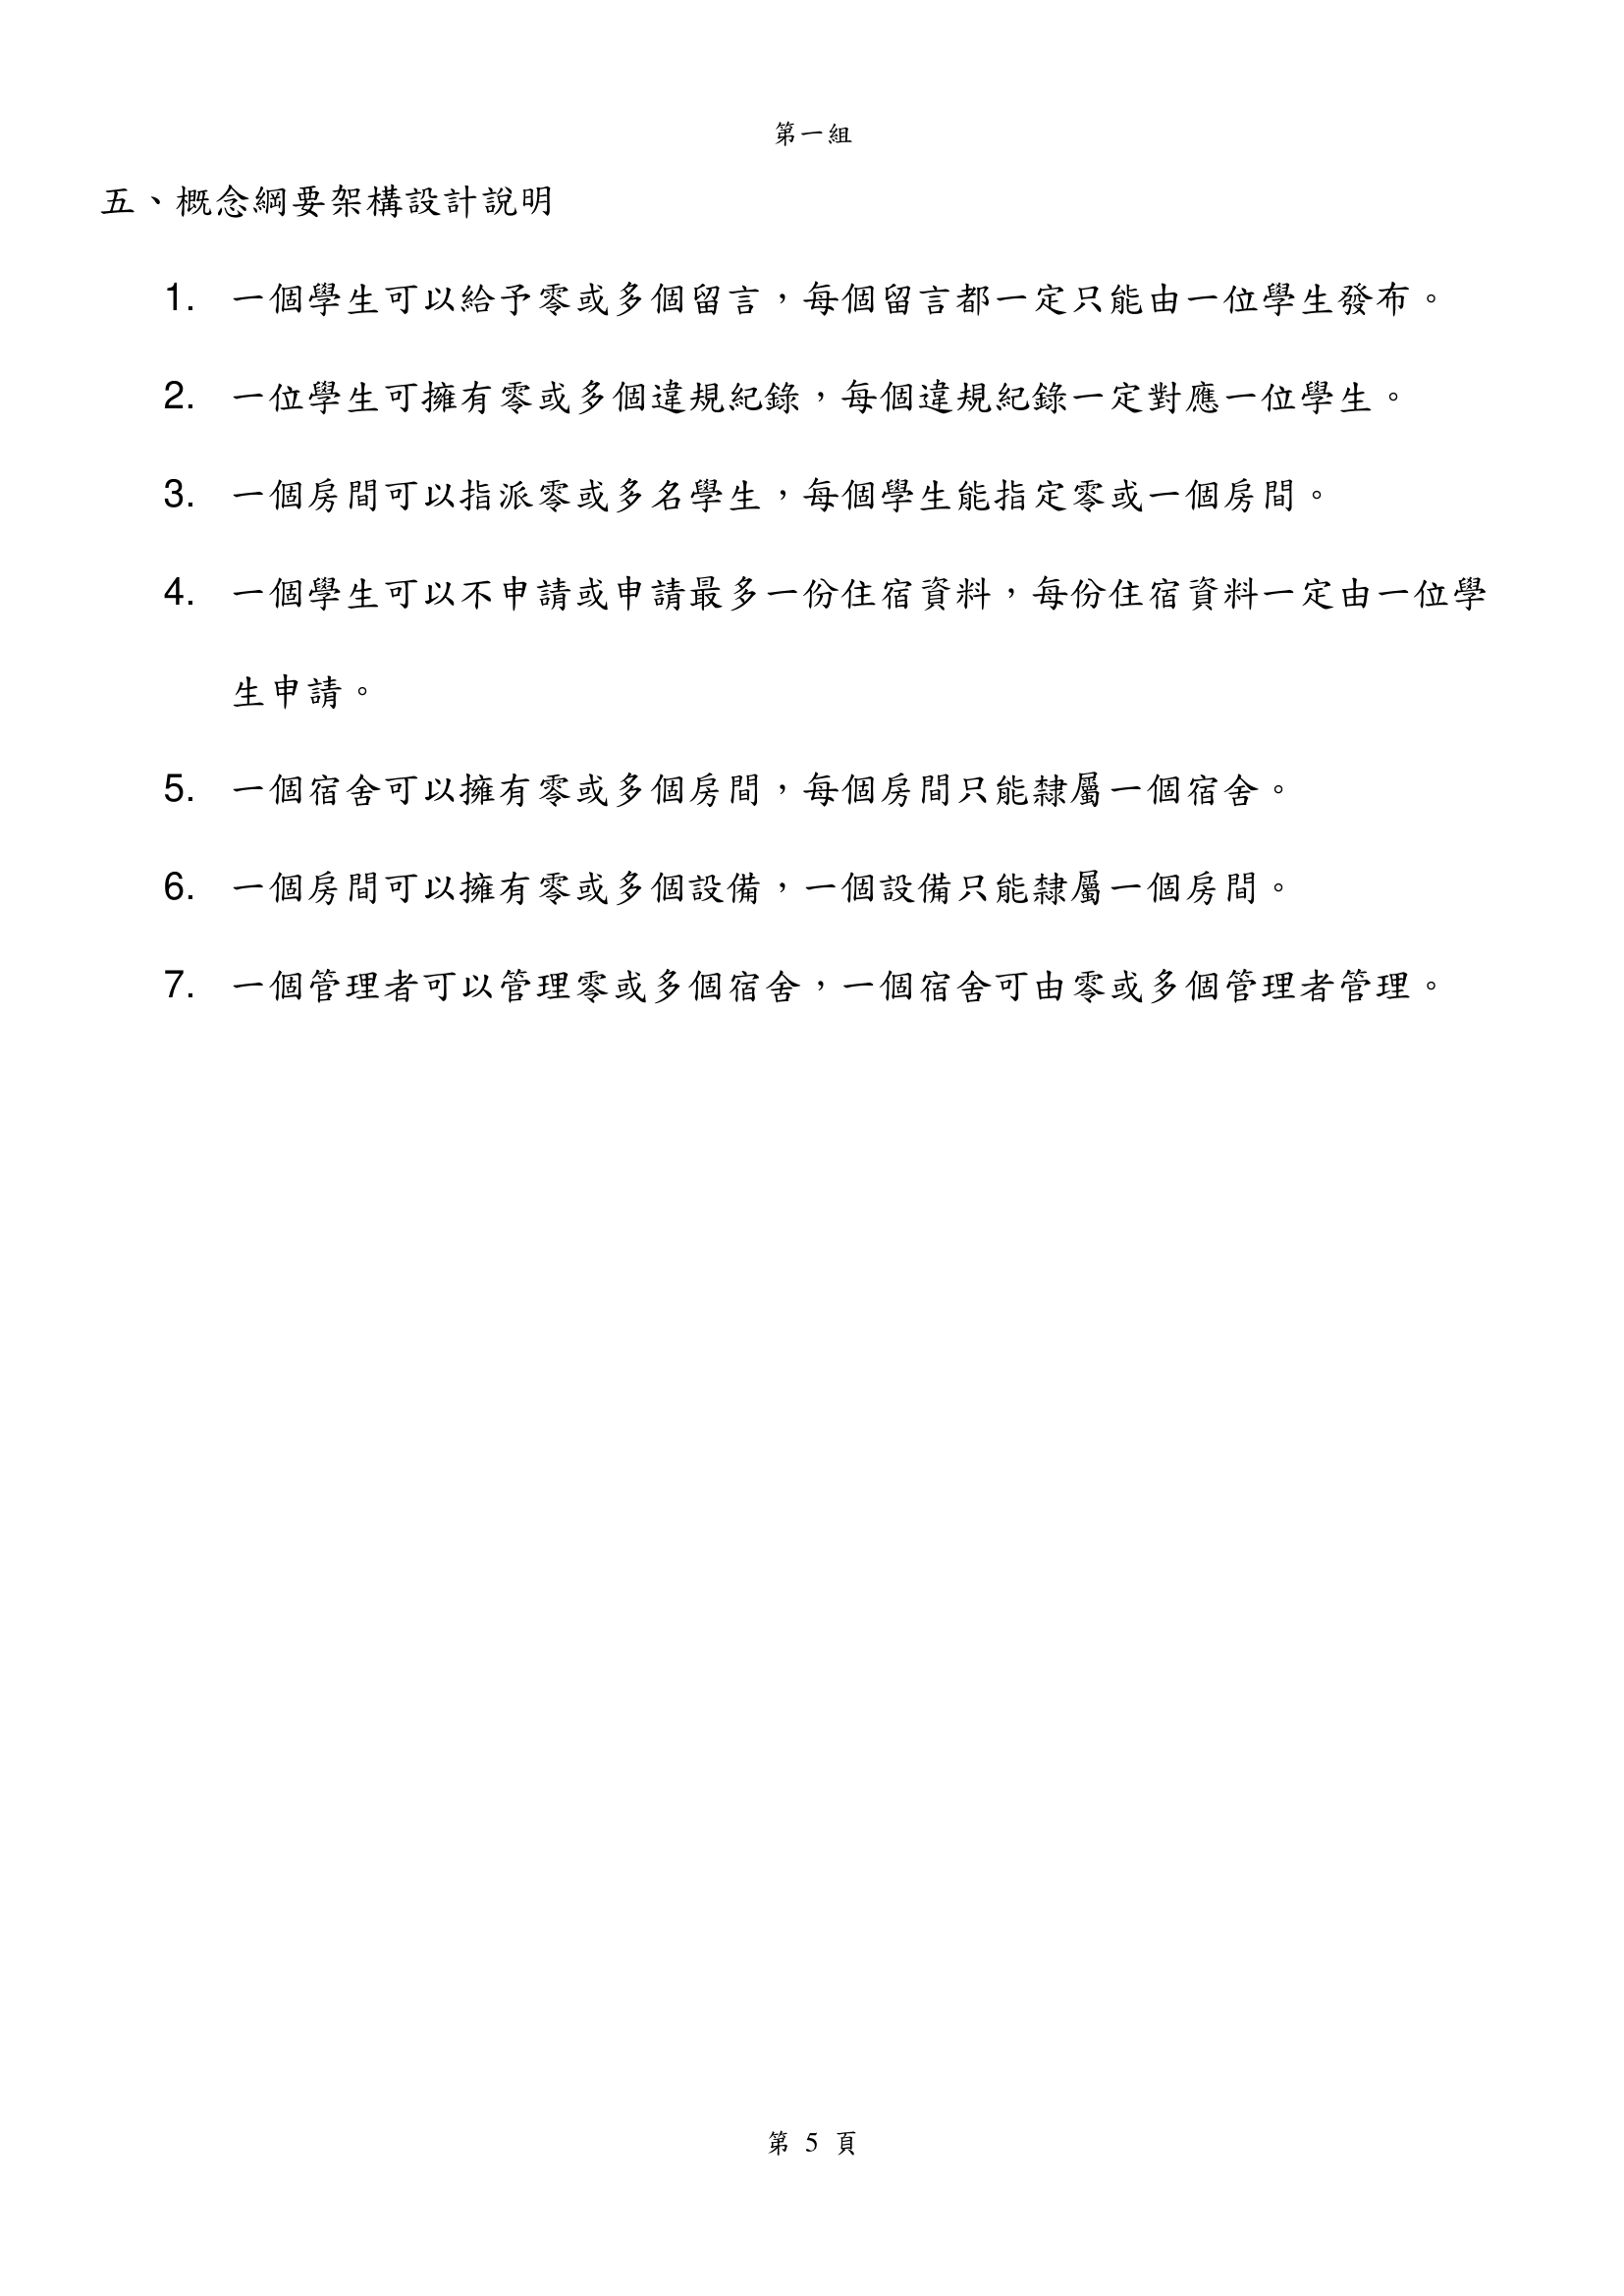 第一組
五、概念綱要架構設計說明
1. 一個學生可以給予零或多個留言，每個留言都一定只能由一位學生發布。
2. 一位學生可擁有零或多個違規紀錄，每個違規紀錄一定對應一位學生。
3. 一個房間可以指派零或多名學生，每個學生能指定零或一個房間。
4. 一個學生可以不申請或申請最多一份住宿資料，每份住宿資料一定由一位學
生申請。
5. 一個宿舍可以擁有零或多個房間，每個房間只能隸屬一個宿舍。
6. 一個房間可以擁有零或多個設備，一個設備只能隸屬一個房間。
7. 一個管理者可以管理零或多個宿舍，一個宿舍可由零或多個管理者管理。
第 5 頁